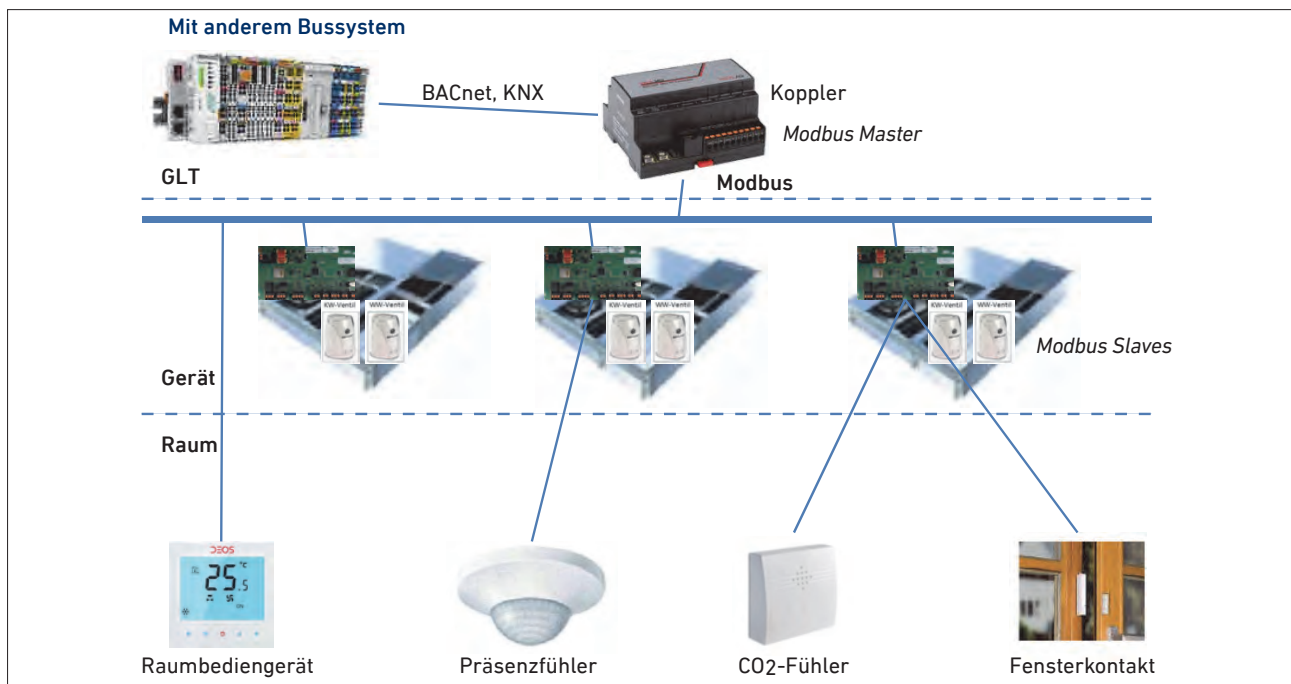 Mit anderem Bussystem
BACnet, KNX
Koppler
Modbus Master
GLT
Modbus
KW-Ventil WW-Ventil
KW-Ventil WW-Ventil
KW-Ventil WW-Ventil
Modbus Slaves
Gerät
Raum
DEOS
25.5 °C
Raumbediengerät
Präsenzfühler
CO2-Fühler
Fensterkontakt